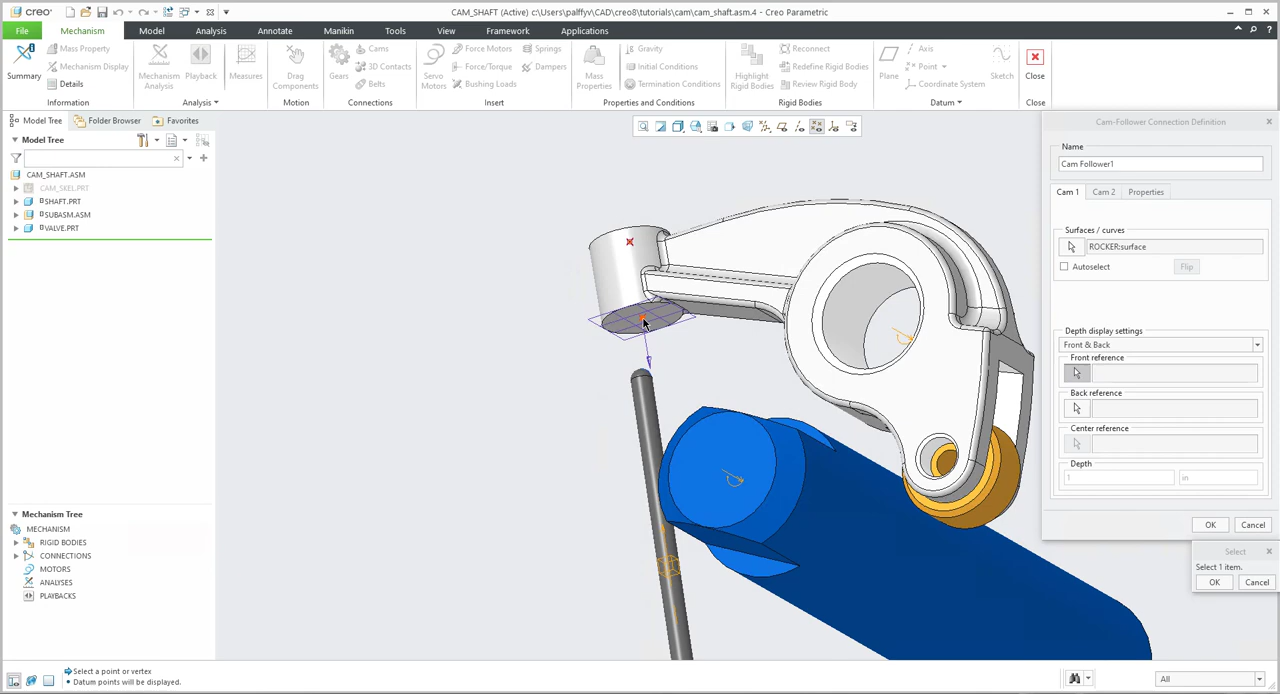 creo
CAM_SHAFT (Active) c:\Users\palffyv\CAD\creo8\tutorials\cam\cam_shaft.asm.4 - Creo Parametric
File Mechanism Model Analysis Annotate Manikin Tools View Framework Applications
Summary
Mass Property
Mechanism Display
Details
Information
Mechanism Analysis
Playback
Measures
Analysis
Drag Components
Motion
Gears
Cams
3D Contacts
Belts
Connections
Servo Motors
Force Motors
Force/Torque
Bushing Loads
Springs
Dampers
Insert
Mass Properties
Gravity
Initial Conditions
Termination Conditions
Properties and Conditions
Highlight Rigid Bodies
Reconnect
Redefine Rigid Bodies
Review Rigid Body
Rigid Bodies
Plane
Axis
Point
Coordinate System
Sketch
Datum
Close
Close
Model Tree Folder Browser Favorites
Model Tree
CAM_SHAFT.ASM
CAM_SKEL.PRT
SHAFT.PRT
SUBASM.ASM
VALVE.PRT
Mechanism Tree
MECHANISM
RIGID BODIES
CONNECTIONS
MOTORS
ANALYSES
PLAYBACKS
Cam-Follower Connection Definition
Name
Cam Follower1
Cam 1 Cam 2 Properties
Surfaces / curves
ROCKER:surface
Autoselect Flip
Depth display settings
Front & Back
Front reference
Back reference
Center reference
Depth
1 in
OK Cancel
Select
Select 1 item.
OK Cancel
Select a point or vertex
• Datum points will be displayed.
All